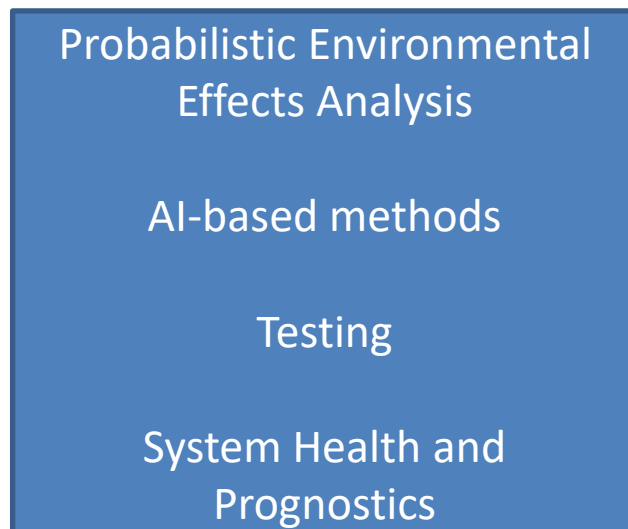 Probabilistic Environmental
Effects Analysis
AI-based methods
Testing
System Health and
Prognostics